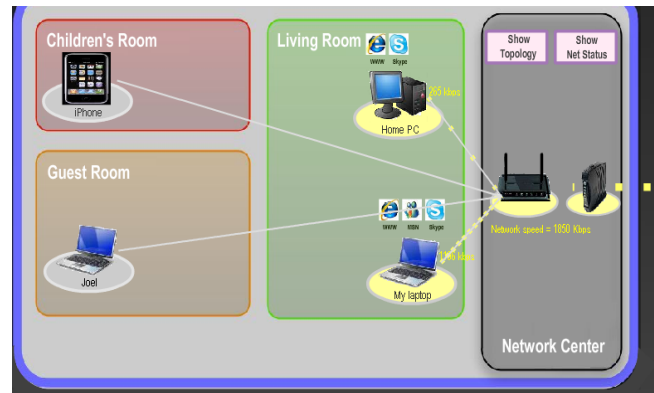 Children's Room
iPhone
Guest Room
Joel
Living Room
WWW Skype
265 kbps
Home PC
WWW MSN Skype
kbps
My laptop
Show
Topology
Show
Net Status
Network speed = 1850 Kbps
Network Center